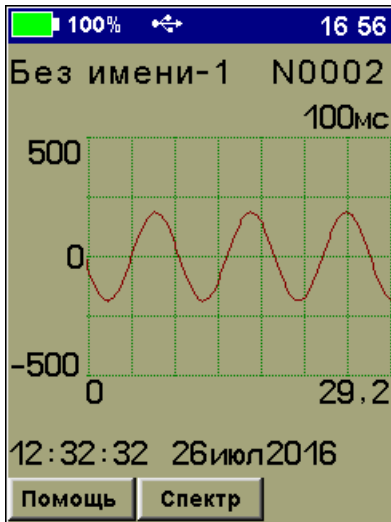 100% 16 56
Без имени-1 N0002
100мс
500
0
-500
0 29,2
12:32:32 26июл2016
Помощь Спектр